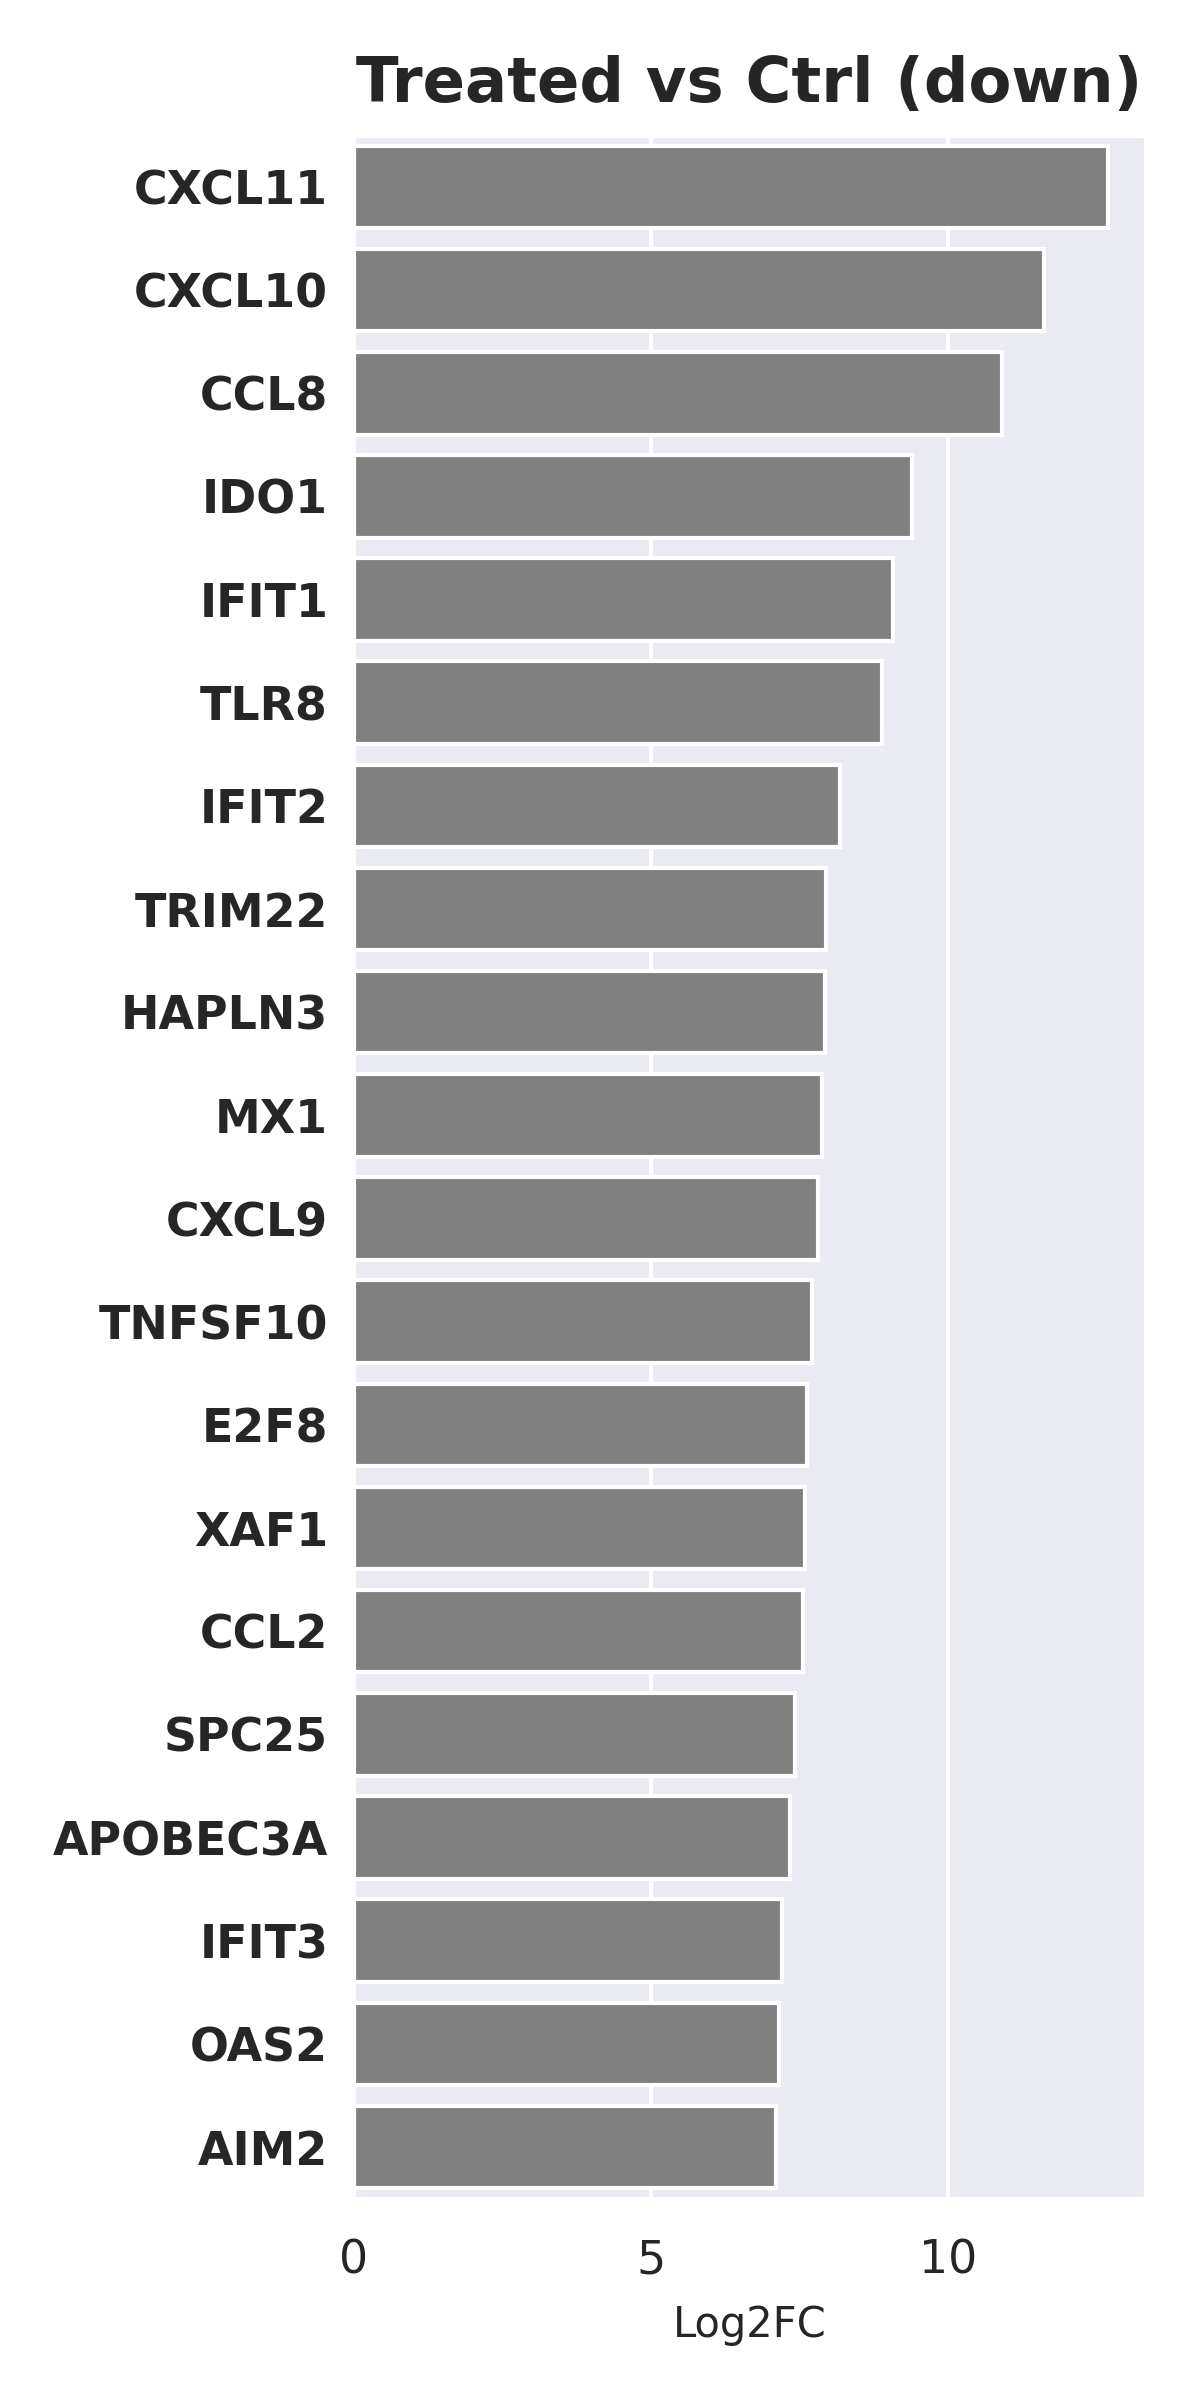 Treated vs Ctrl (down)
CXCL11
CXCL10
CCL8
IDO1
IFIT1
TLR8
IFIT2
TRIM22
HAPLN3
MX1
CXCL9
TNFSF10
E2F8
XAF1
CCL2
SPC25
APOBEC3A
IFIT3
OAS2
AIM2
0 5 10
Log2FC